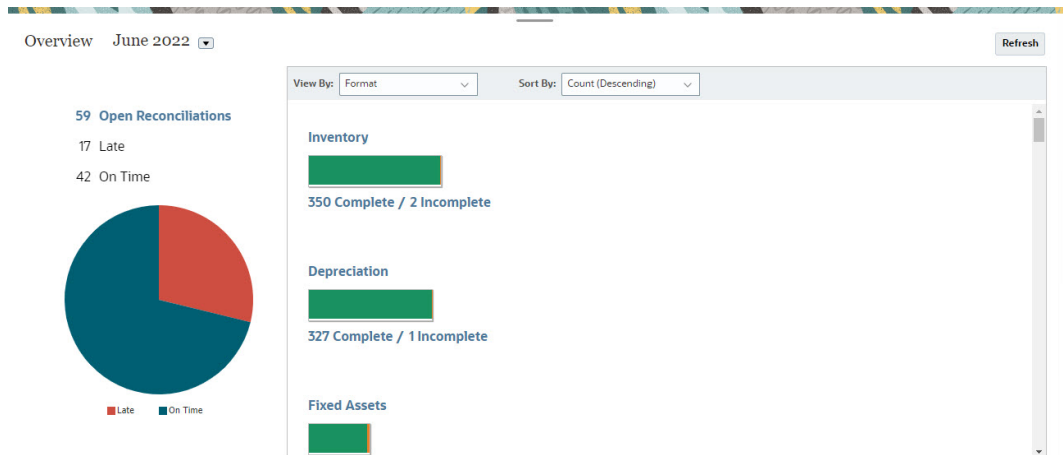 Overview June 2022
Refresh
View By: Format Sort By: Count (Descending)
59 Open Reconciliations
17 Late
42 On Time
Late On Time
Inventory
350 Complete / 2 Incomplete
Depreciation
327 Complete / 1 Incomplete
Fixed Assets